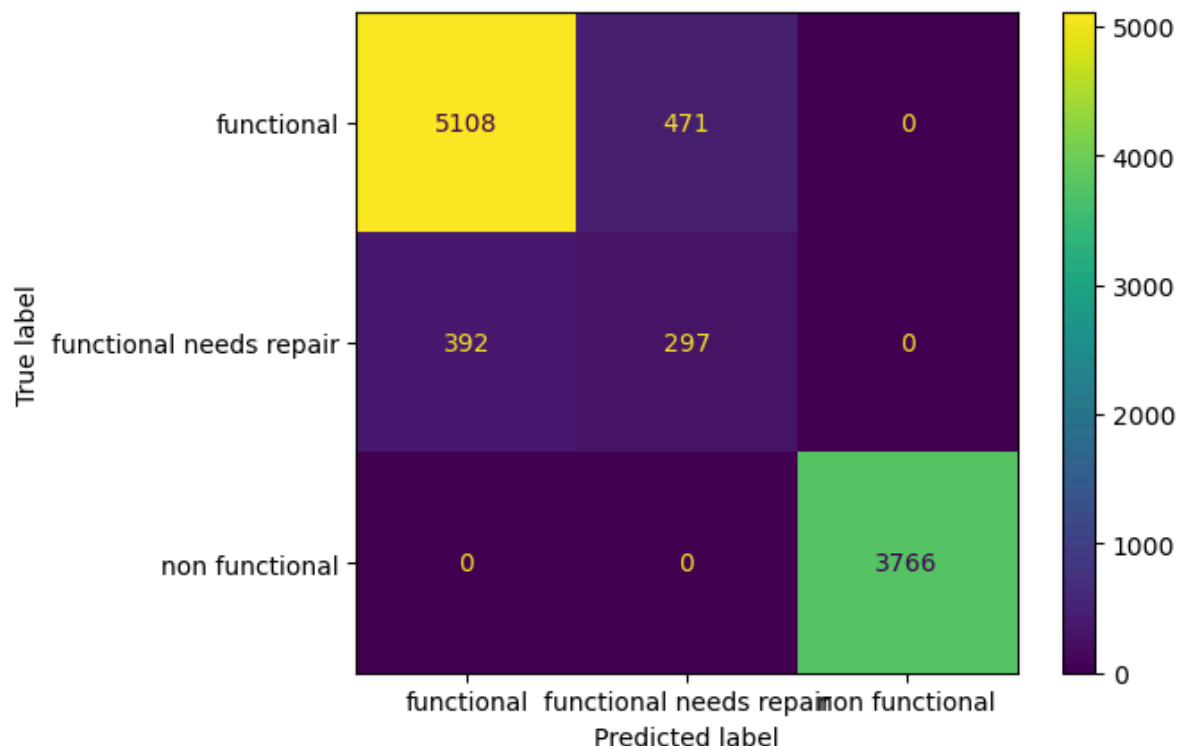 functional
functional needs repair
non functional
True label
5108 471 0
392 297 0
0 0 3766
functional functional needs repair non functional
Predicted label
5000
4000
3000
2000
1000
0